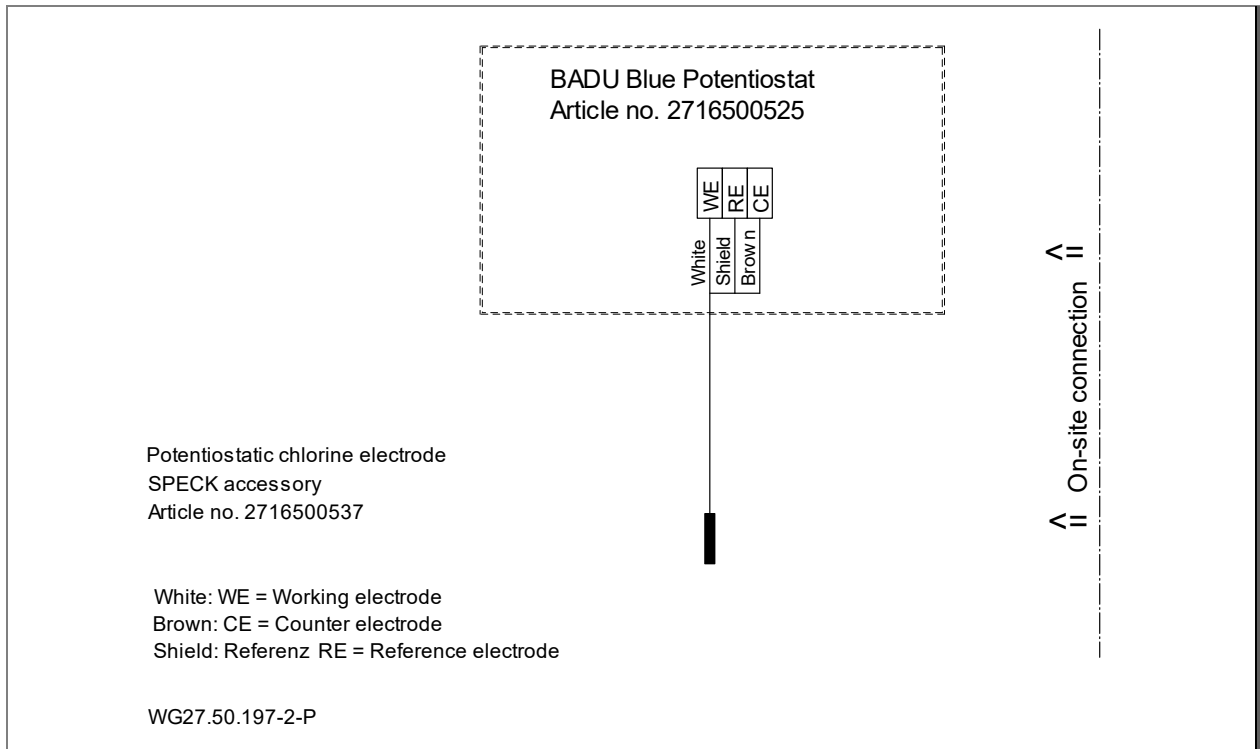 BADU Blue Potentiostat
Article no. 2716500525
WE
RE
CE
White
Shield
Brown
<=
On-site connection
<=
Potentiostatic chlorine electrode
SPECK accessory
Article no. 2716500537
White: WE = Working electrode
Brown: CE = Counter electrode
Shield: Referenz RE = Reference electrode
WG27.50.197-2-P